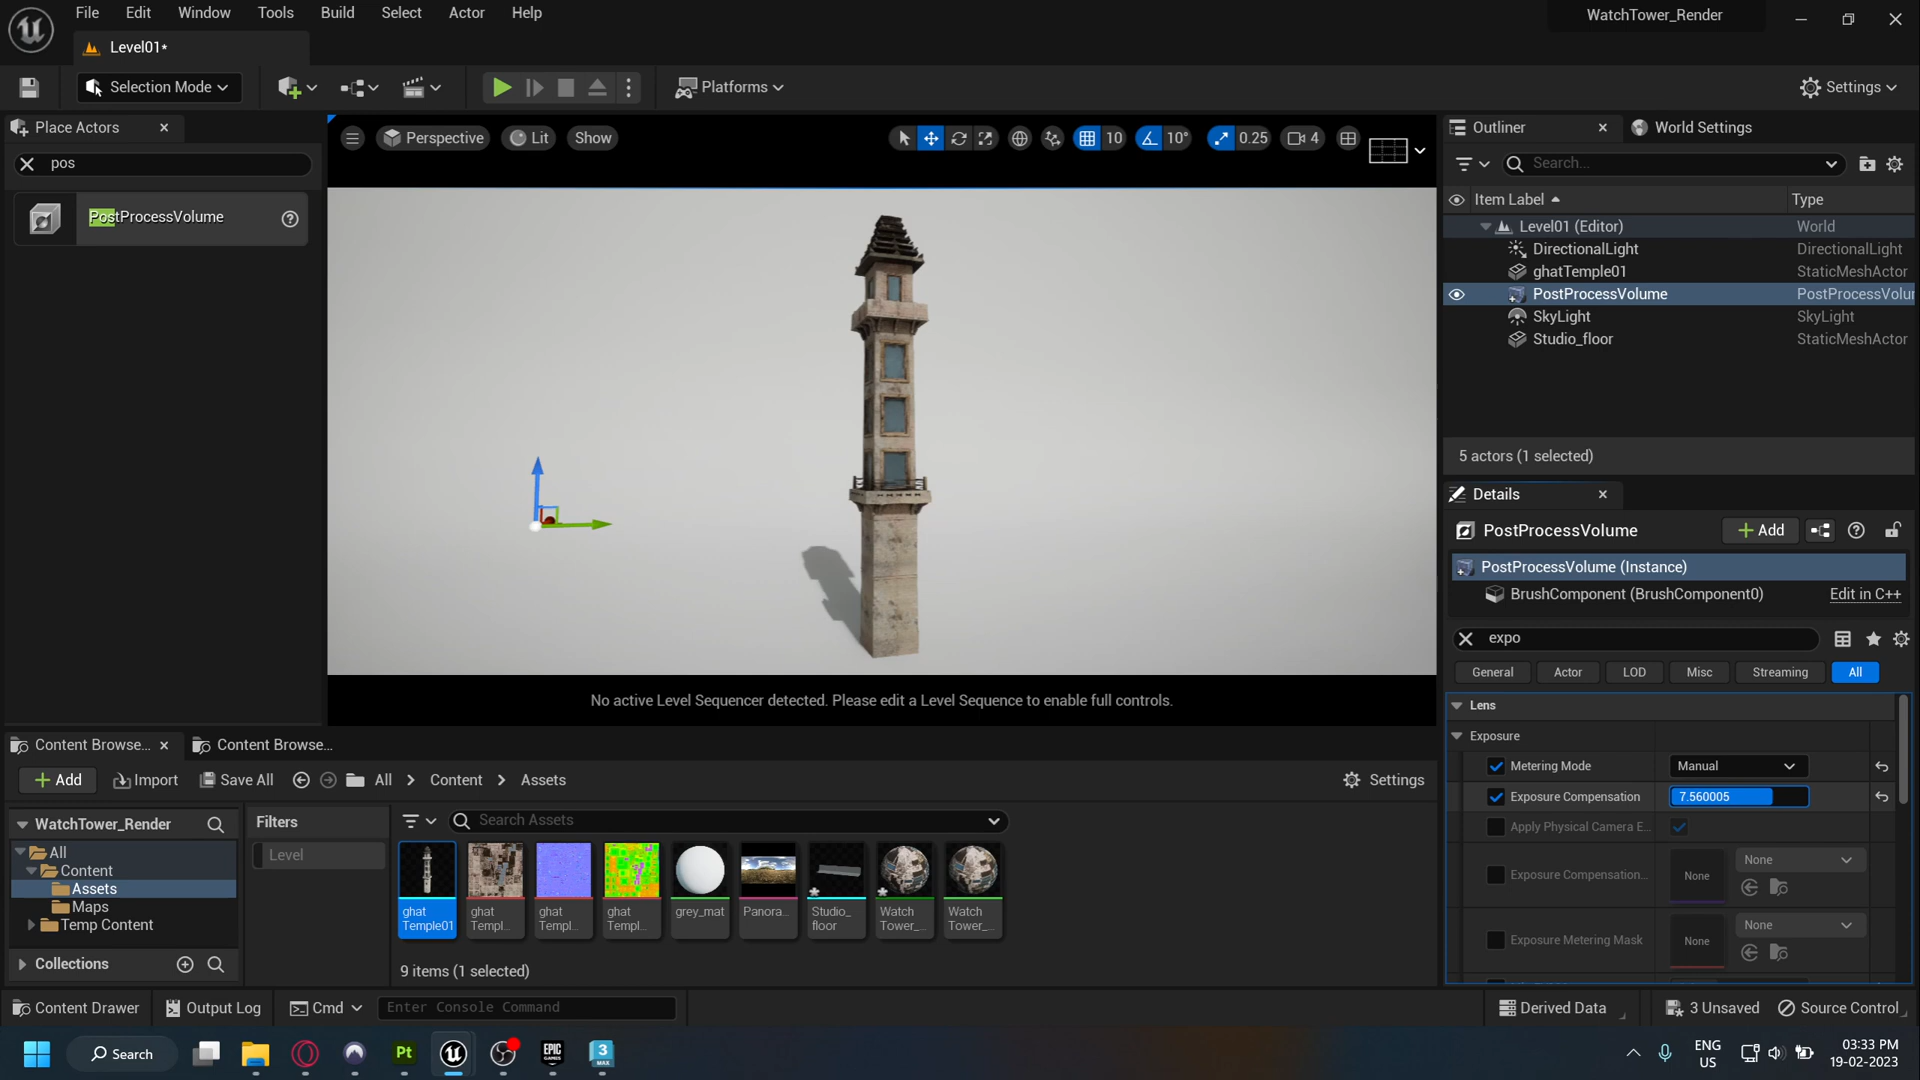 File Edit Window Tools Build Select Actor Help
WatchTower_Render
Level01*
Selection Mode
Platforms
Settings
Place Actors
pos
PostProcessVolume
Perspective
Lit
Show
10
10°
0.25
4
No active Level Sequencer detected. Please edit a Level Sequence to enable full controls.
Outliner
World Settings
Search...
Item Label
Type
Level01 (Editor) World
DirectionalLight DirectionalLight
ghatTemple01 StaticMeshActor
PostProcessVolume PostProcessVolur
SkyLight SkyLight
Studio_floor StaticMeshActor
5 actors (1 selected)
Details
PostProcessVolume
Add
PostProcessVolume (Instance)
BrushComponent (BrushComponent0)
Edit in C++
expo
General Actor LOD Misc Streaming All
Lens
Exposure
Metering Mode Manual
Exposure Compensation 7.560005
Apply Physical Camera E...
Exposure Compensation... None None
Exposure Metering Mask None None
Content Browse...
Content Browse...
Add Import Save All All Content Assets Settings
WatchTower_Render
All
Content
Assets
Maps
Temp Content
Collections
Filters
Level
Search Assets
ghat
Temple01
ghat
Templ...
ghat
Templ...
ghat
Templ...
grey_mat
Panora...
Studio_
floor
Watch
Tower_...
Watch
Tower_...
9 items (1 selected)
Content Drawer
Output Log
Cmd
Enter Console Command
Derived Data
3 Unsaved
Source Control
Search
Pt
EPIC
GAMES
3
MAX
ENG
US
03:33 PM
19-02-2023